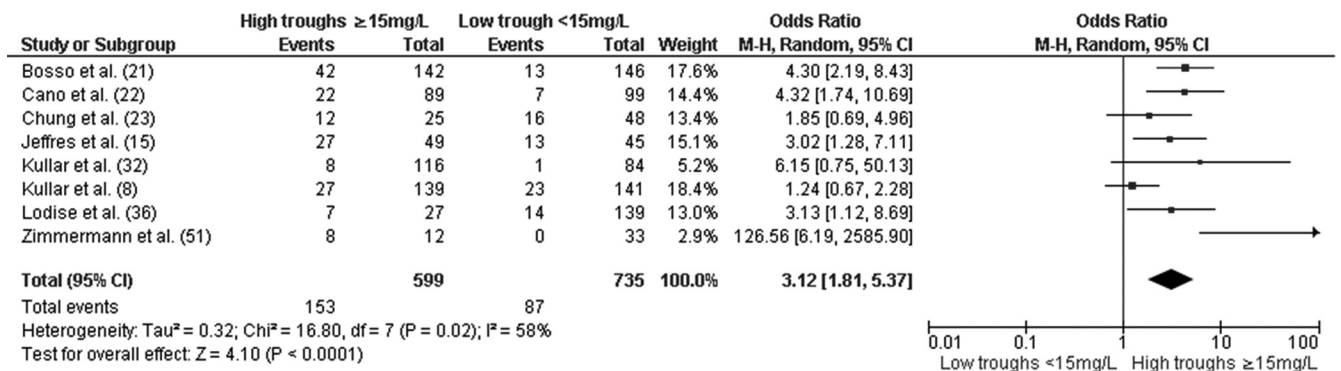 High troughs ≥15mg/L Low trough <15mg/L Odds Ratio Odds Ratio
Study or Subgroup Events Total Events Total Weight M-H, Random, 95% CI M-H, Random, 95% CI
Bosso et al. (21) 42 142 13 146 17.6% 4.30 [2.19, 8.43]
Cano et al. (22) 22 89 7 99 14.4% 4.32 [1.74, 10.69]
Chung et al. (23) 12 25 16 48 13.4% 1.85 [0.69, 4.96]
Jeffres et al. (15) 27 49 13 45 15.1% 3.02 [1.28, 7.11]
Kullar et al. (32) 8 116 1 84 5.2% 6.15 [0.75, 50.13]
Kullar et al. (8) 27 139 23 141 18.4% 1.24 [0.67, 2.28]
Lodise et al. (36) 7 27 14 139 13.0% 3.13 [1.12, 8.69]
Zimmermann et al. (51) 8 12 0 33 2.9% 126.56 [6.19, 2585.90]
Total (95% CI) 599 735 100.0% 3.12 [1.81, 5.37]
Total events 153 87
Heterogeneity: Tau² = 0.32; Chi² = 16.80, df = 7 (P = 0.02); I² = 58%
Test for overall effect: Z = 4.10 (P < 0.0001)
0.01 0.1 1 10 100
Low troughs <15mg/L High troughs ≥15mg/L